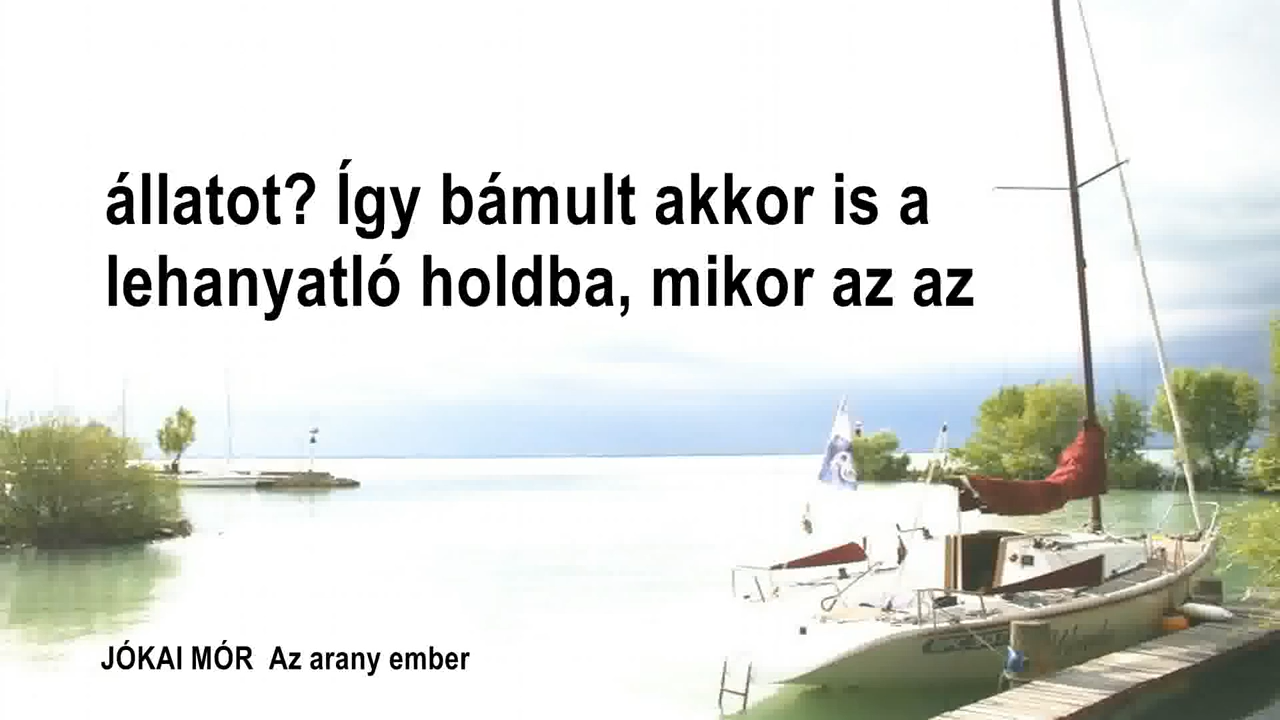 állatot? Így bámult akkor is a
lehanyatló holdba, mikor az az
JÓKAI MÓR Az arany ember